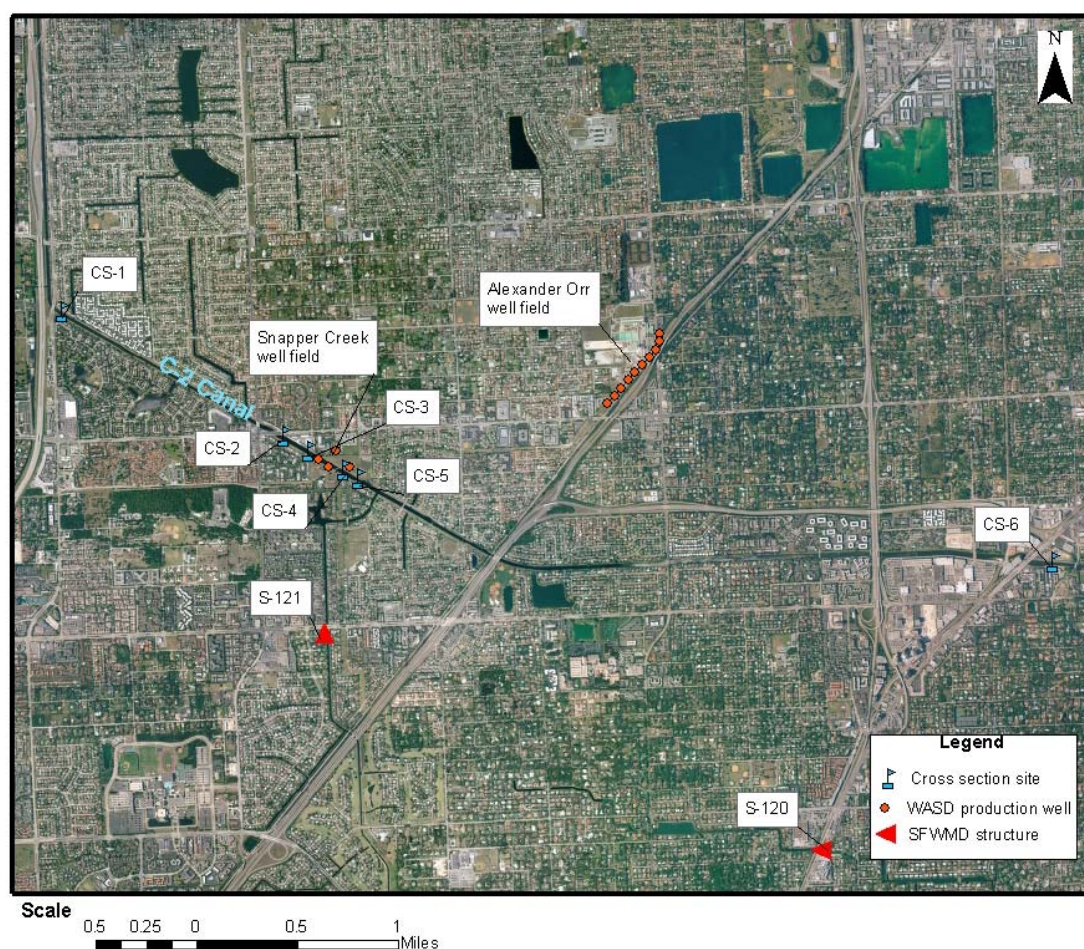 N
CS-1
Alexander Orr
well field
Snapper Creek
well field
C-2 Canal
CS-3
CS-2
CS-5
CS-4
CS-6
S-121
Legend
Cross section site
WASD production well
SFWMD structure
S-120
Scale
0.5 0.25 0 0.5 1
Miles